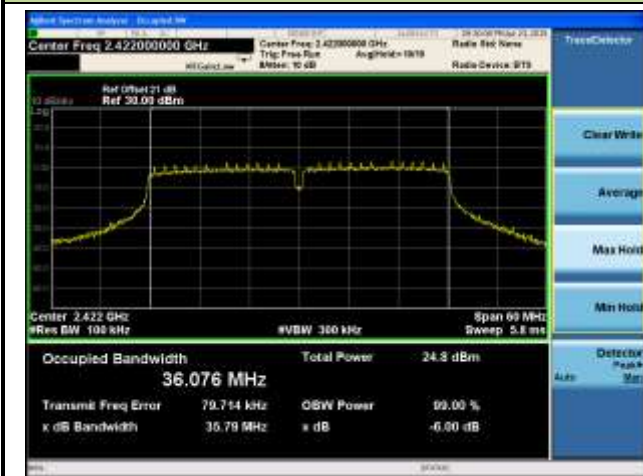 Agilent Spectrum Analyzer - Occupied BW
Center Freq 2.422000000 GHz
Center Freq: 2.422000000 GHz
Trig: Free Run
Avg|Hold: 10/10
#IFGain:Low
#Atten: 10 dB
Radio Std: None
Radio Device: BTS
Trace/Detector
Ref Offset 21 dB
10 dB/div
Ref 30.00 dBm
Log
Clear Write
Average
Max Hold
Min Hold
Center 2.422 GHz
Span 60 MHz
#Res BW 100 kHz
#VBW 300 kHz
Sweep 5.8 ms
Occupied Bandwidth
Total Power
24.8 dBm
36.076 MHz
Transmit Freq Error
79.714 kHz
OBW Power
99.00 %
x dB Bandwidth
35.79 MHz
x dB
-6.00 dB
Detector
Auto
Man